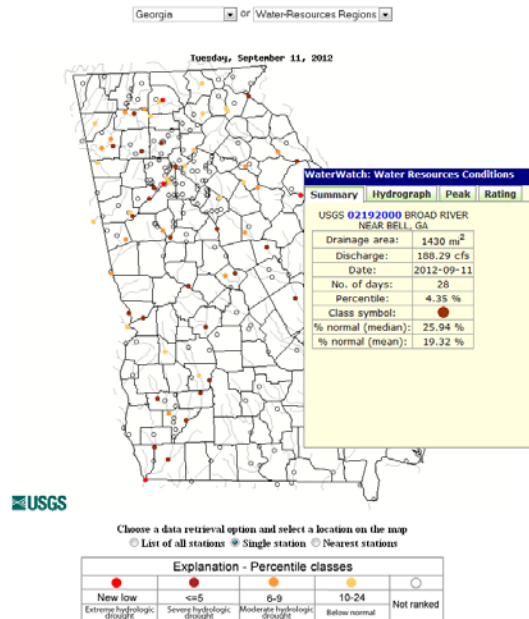 Georgia or Water-Resources Regions
Tuesday, September 11, 2012
WaterWatch: Water Resources Conditions
Summary Hydrograph Peak Rating
USGS 02192000 BROAD RIVER
NEAR BELL, GA
Drainage area: 1430 mi²
Discharge: 188.29 cfs
Date: 2012-09-11
No. of days: 28
Percentile: 4.35 %
Class symbol:
% normal (median): 25.94 %
% normal (mean): 19.32 %
USGS
Choose a data retrieval option and select a location on the map
List of all stations Single station Nearest stations
Explanation - Percentile classes
New low <=5 6-9 10-24 Not ranked
Extreme hydrologic drought Severe hydrologic drought Moderate hydrologic drought Below normal